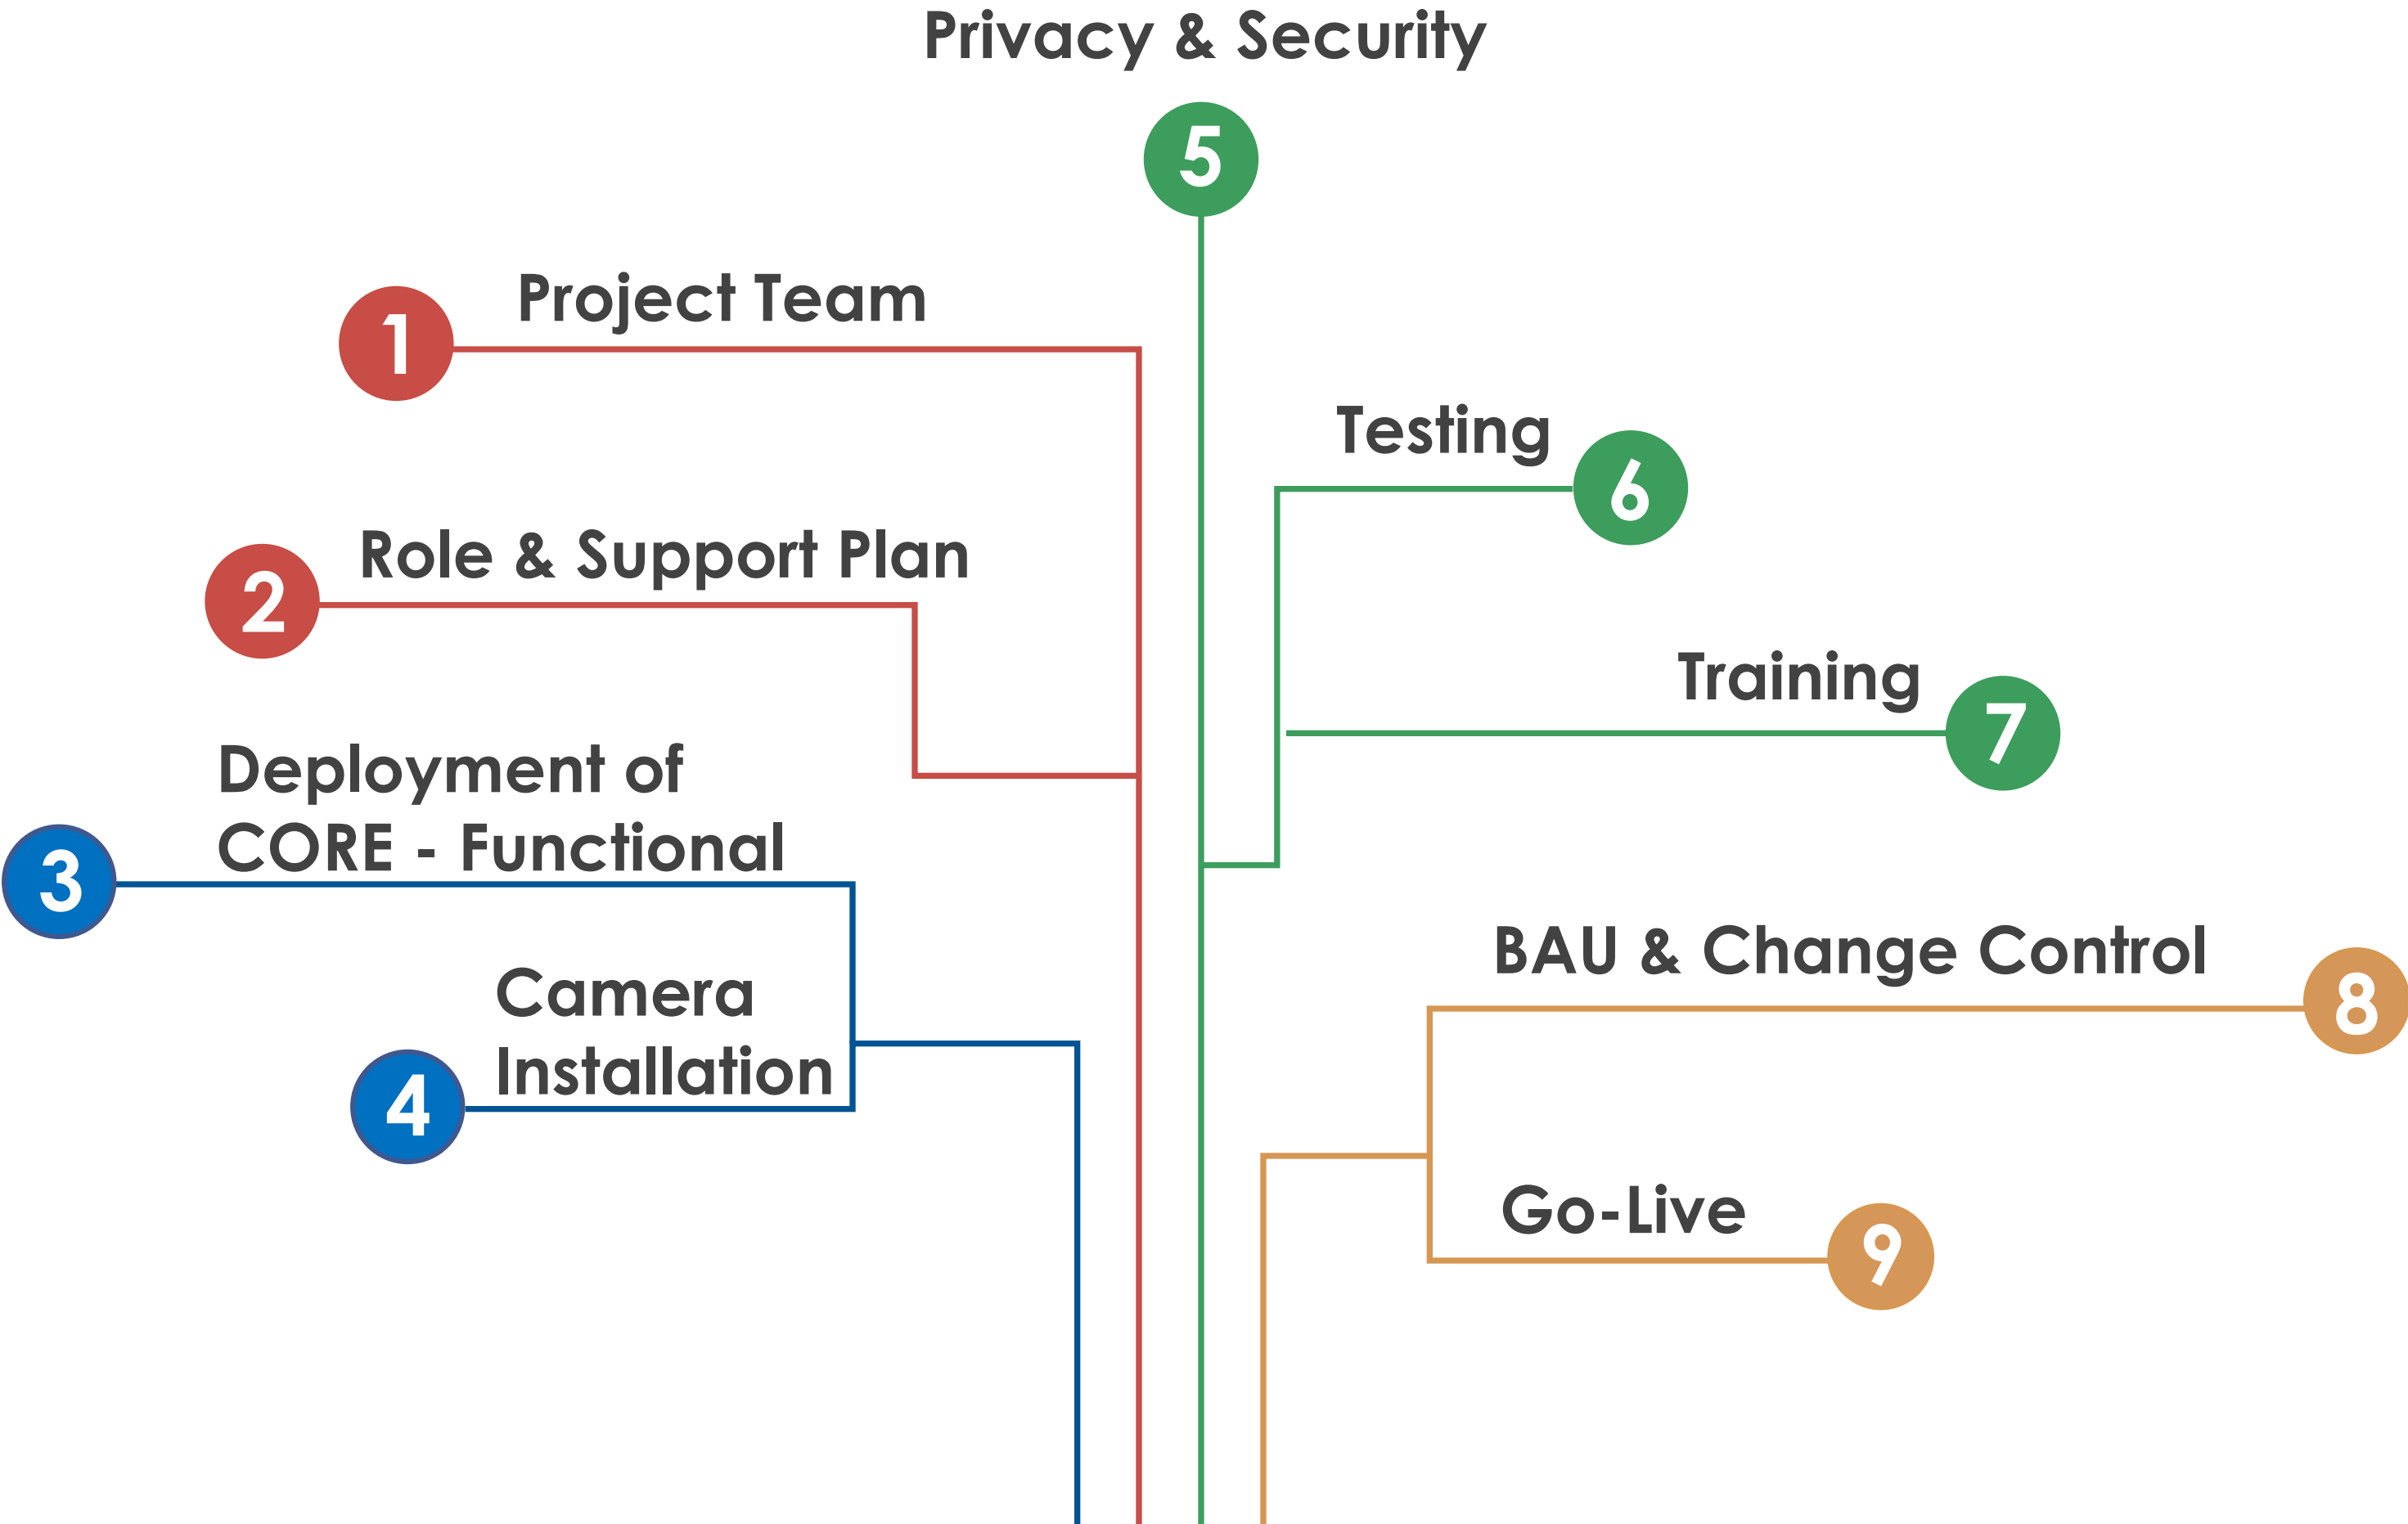 Privacy & Security
5
Project Team
1
Testing
6
Role & Support Plan
2
Training
7
Deployment of
CORE - Functional
3
BAU & Change Control
8
Camera
Installation
4
Go-Live
9